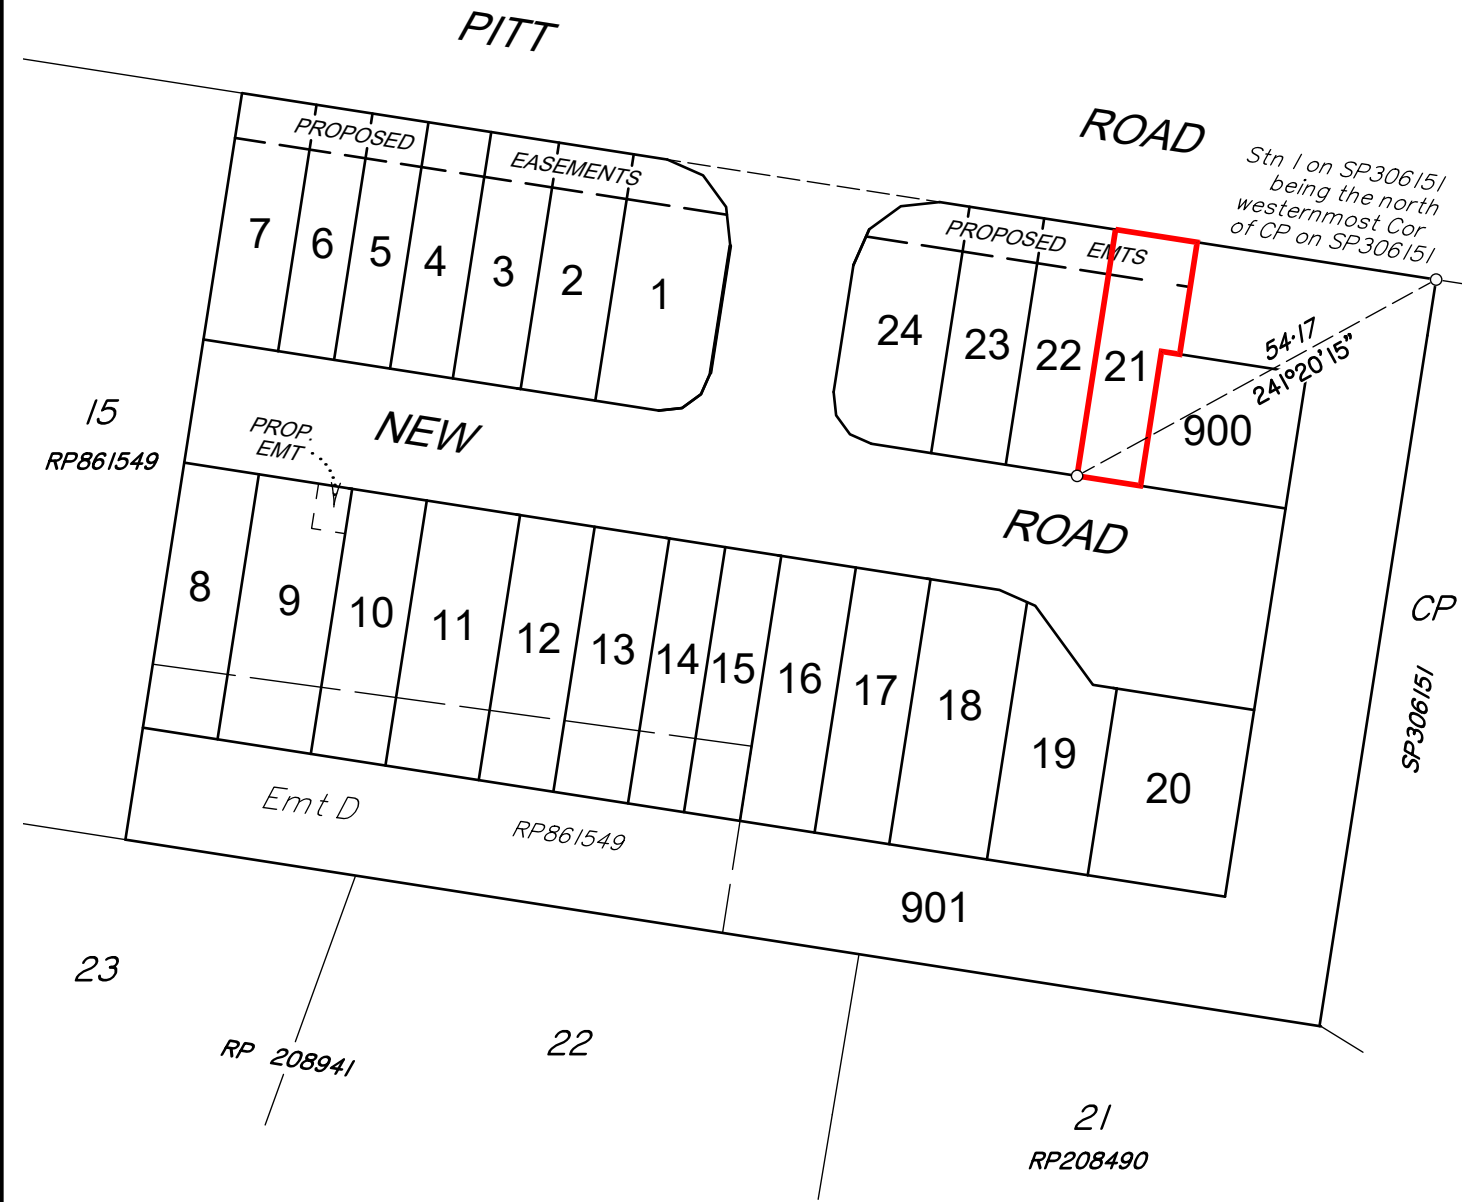 PITT
ROAD
Stn 1 on SP306151
being the north
westernmost Cor
of CP on SP306151
PROPOSED
EASEMENTS
PROPOSED EMTS
7
6
5
4
3
2
1
24
23
22
21
54·17
241°20'15"
900
15
RP861549
PROP.
EMT
NEW
ROAD
8
9
10
11
12
13
14
15
16
17
18
19
20
CP
SP306151
Emt D
RP861549
901
23
RP 208941
22
21
RP208490